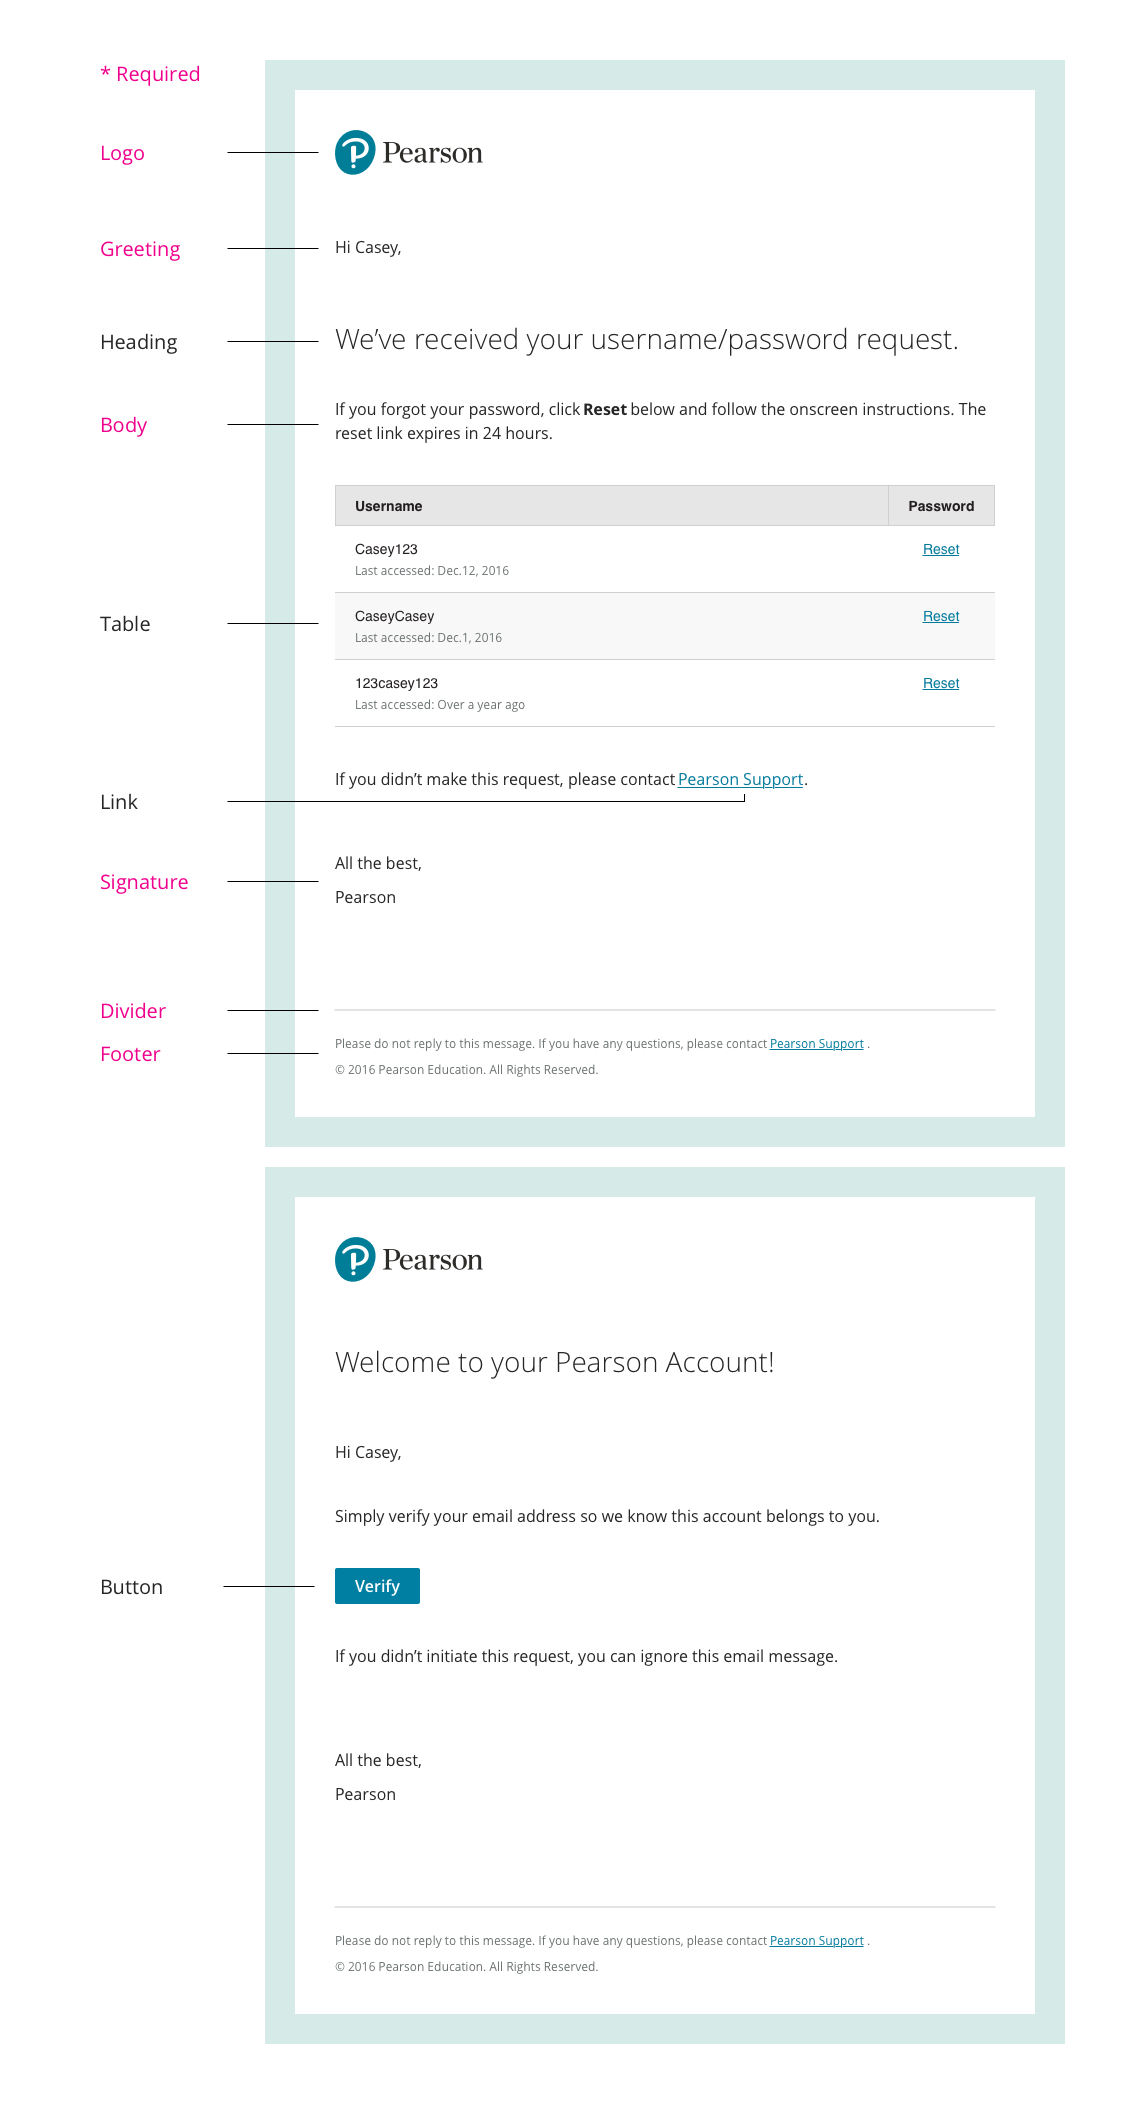 * Required
Logo
Pearson
Greeting
Hi Casey,
Heading
We’ve received your username/password request.
Body
If you forgot your password, click Reset below and follow the onscreen instructions. The
reset link expires in 24 hours.
Username Password
Casey123 Reset
Last accessed: Dec.12, 2016
Table
CaseyCasey Reset
Last accessed: Dec.1, 2016
123casey123 Reset
Last accessed: Over a year ago
If you didn’t make this request, please contact Pearson Support.
Link
All the best,
Signature
Pearson
Divider
Footer
Please do not reply to this message. If you have any questions, please contact Pearson Support .
© 2016 Pearson Education. All Rights Reserved.
Pearson
Welcome to your Pearson Account!
Hi Casey,
Simply verify your email address so we know this account belongs to you.
Button
Verify
If you didn’t initiate this request, you can ignore this email message.
All the best,
Pearson
Please do not reply to this message. If you have any questions, please contact Pearson Support .
© 2016 Pearson Education. All Rights Reserved.